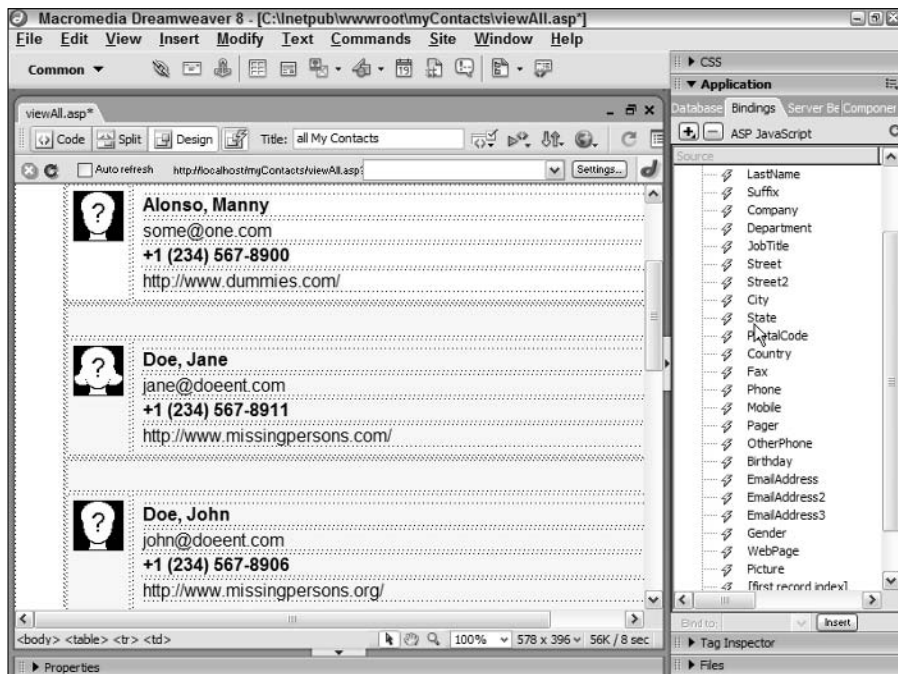 Macromedia Dreamweaver 8 - [C:\Inetpub\wwwroot\myContacts\viewAll.asp*]
File Edit View Insert Modify Text Commands Site Window Help
Common
viewAll.asp*
Code Split Design Title: all My Contacts
Auto refresh http://localhost/myContacts/viewAll.asp? Settings...
?
Alonso, Manny
some@one.com
+1 (234) 567-8900
http://www.dummies.com/
?
Doe, Jane
jane@doeent.com
+1 (234) 567-8911
http://www.missingpersons.com/
?
Doe, John
john@doeent.com
+1 (234) 567-8906
http://www.missingpersons.org/
<body> <table> <tr> <td> 100% 578 x 396 56K / 8 sec
Properties
CSS
Application
Database Bindings Server Be Componer
ASP JavaScript
Source
LastName
Suffix
Company
Department
JobTitle
Street
Street2
City
State
PostalCode
Country
Fax
Phone
Mobile
Pager
OtherPhone
Birthday
EmailAddress
EmailAddress2
EmailAddress3
Gender
WebPage
Picture
[first record index]
Bind to: Insert
Tag Inspector
Files